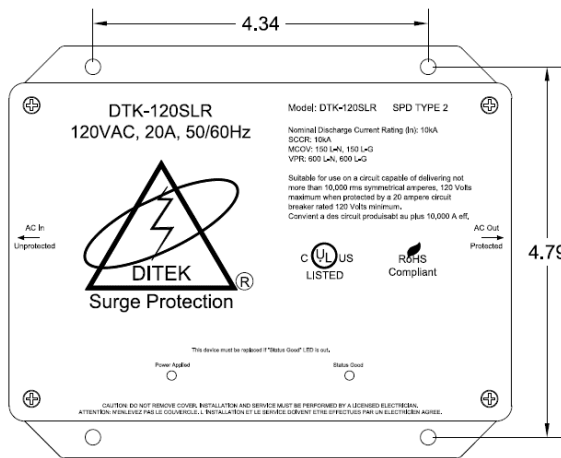 4.34
DTK-120SLR
120VAC, 20A, 50/60Hz
Model: DTK-120SLR SPD TYPE 2
Nominal Discharge Current Rating (In): 10kA
SCCR: 10kA
MCOV: 150 L-N, 150 L-G
VPR: 600 L-N, 600 L-G
Suitable for use on a circuit capable of delivering not
more than 10,000 rms symmetrical amperes, 120 Volts
maximum when protected by a 20 ampere circuit
breaker rated 120 Volts minimum.
Convient a des circuit produisabt au plus 10,000 A eff,
AC In
Unprotected
AC Out
Protected
4.79
DITEK
®
Surge Protection
C UL US
LISTED
RoHS
Compliant
This device must be replaced if "Status Good" LED is out.
Power Applied
Status Good
CAUTION: DO NOT REMOVE COVER, INSTALLATION AND SERVICE MUST BE PERFORMED BY A LICENSED ELECTRICIAN.
ATTENTION: N'ENLEVEZ PAS LE COUVERCLE. L INSTALLATION ET LE SERVICE DOIVENT ETRE EFFECTUES PAR UN ELECTRICIEN AGREE.